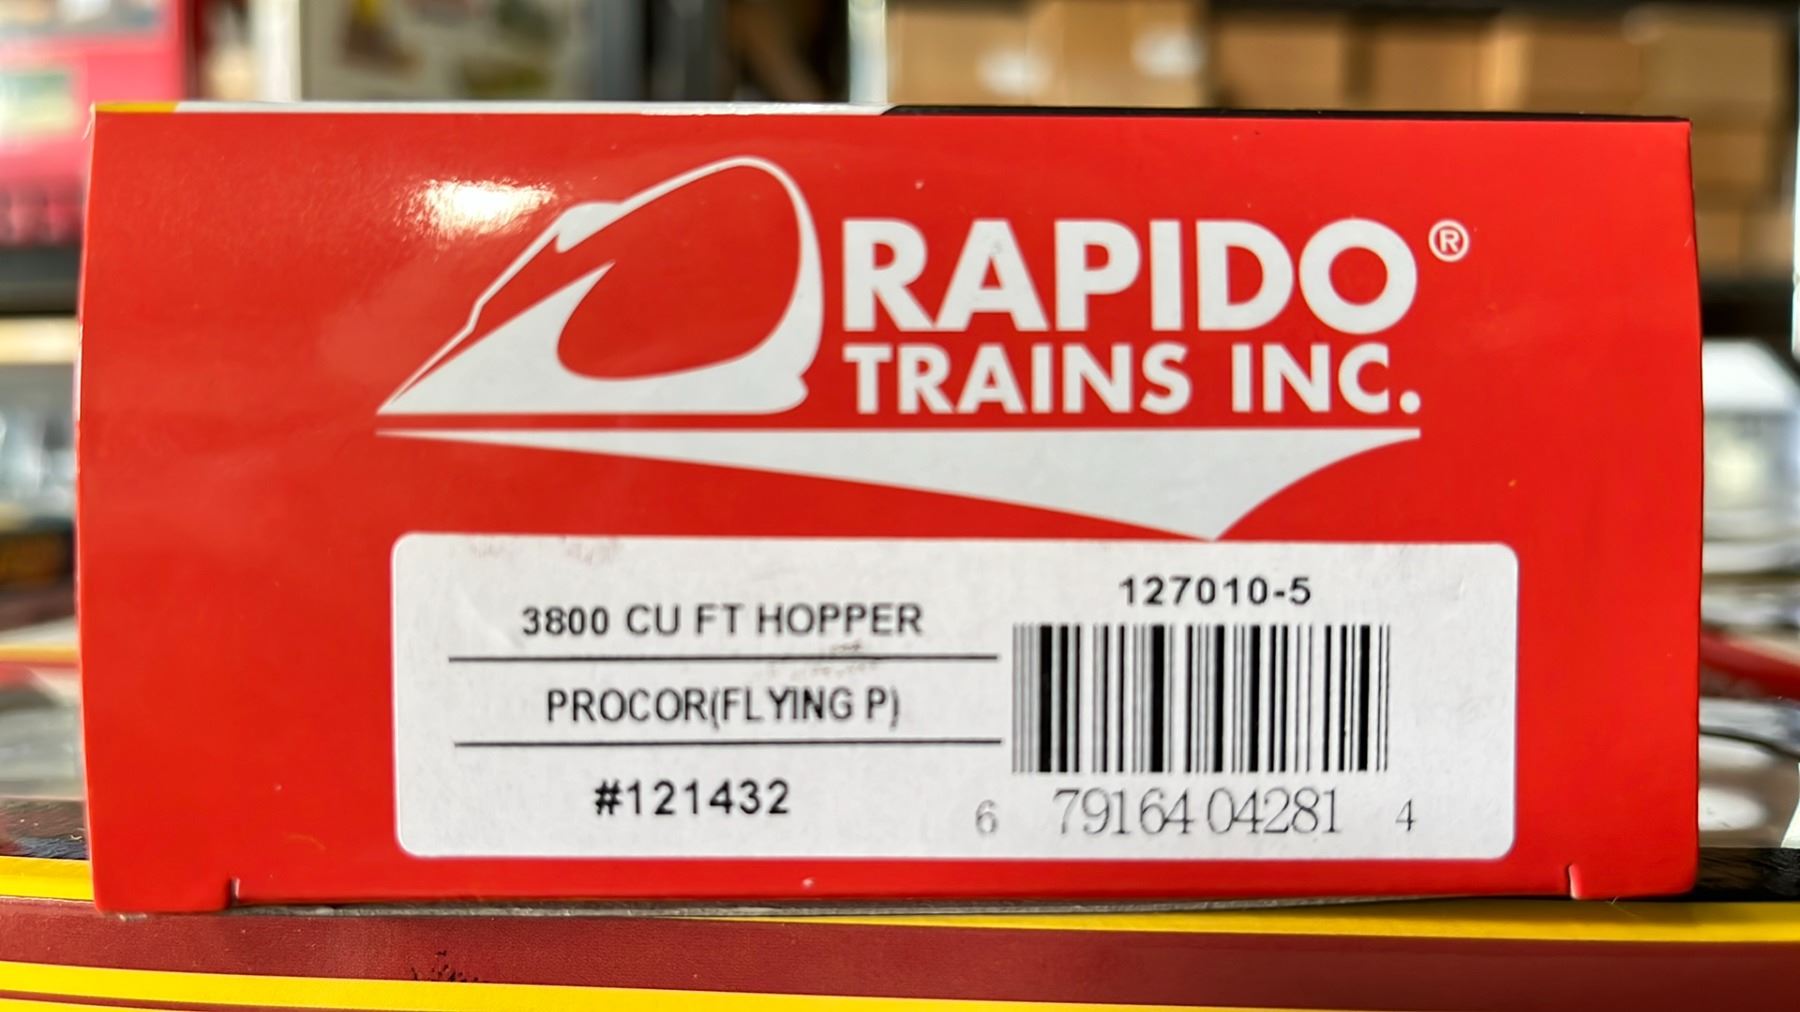 RAPIDO®
TRAINS INC.
3800 CU FT HOPPER
PROCOR(FLYING P)
#121432
127010-5
6 79164 04281 4